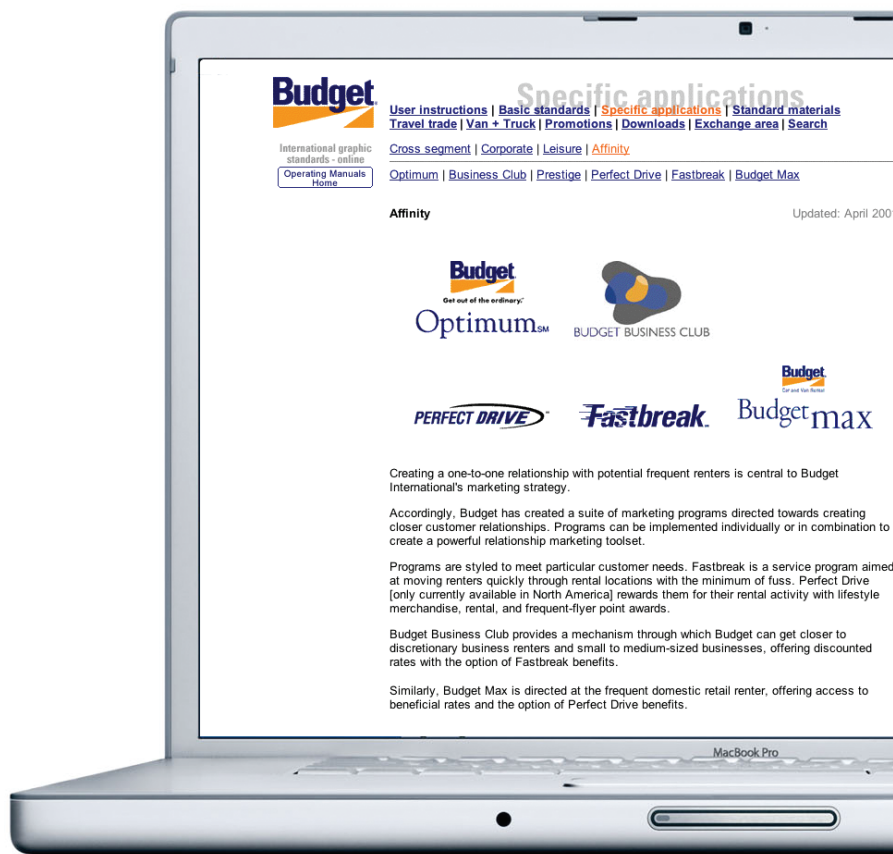 Budget
Specific applications
User instructions | Basic standards | Specific applications | Standard materials
Travel trade | Van + Truck | Promotions | Downloads | Exchange area | Search
International graphic
standards - online
Operating Manuals
Home
Cross segment | Corporate | Leisure | Affinity
Optimum | Business Club | Prestige | Perfect Drive | Fastbreak | Budget Max
Affinity
Updated: April 200
Budget
Get out of the ordinary.
Optimum SM
BUDGET BUSINESS CLUB
PERFECT DRIVE
Fastbreak
Budget
Car and Van Rental
Budget max
Creating a one-to-one relationship with potential frequent renters is central to Budget
International's marketing strategy.
Accordingly, Budget has created a suite of marketing programs directed towards creating
closer customer relationships. Programs can be implemented individually or in combination to
create a powerful relationship marketing toolset.
Programs are styled to meet particular customer needs. Fastbreak is a service program aimed
at moving renters quickly through rental locations with the minimum of fuss. Perfect Drive
[only currently available in North America] rewards them for their rental activity with lifestyle
merchandise, rental, and frequent-flyer point awards.
Budget Business Club provides a mechanism through which Budget can get closer to
discretionary business renters and small to medium-sized businesses, offering discounted
rates with the option of Fastbreak benefits.
Similarly, Budget Max is directed at the frequent domestic retail renter, offering access to
beneficial rates and the option of Perfect Drive benefits.
MacBook Pro